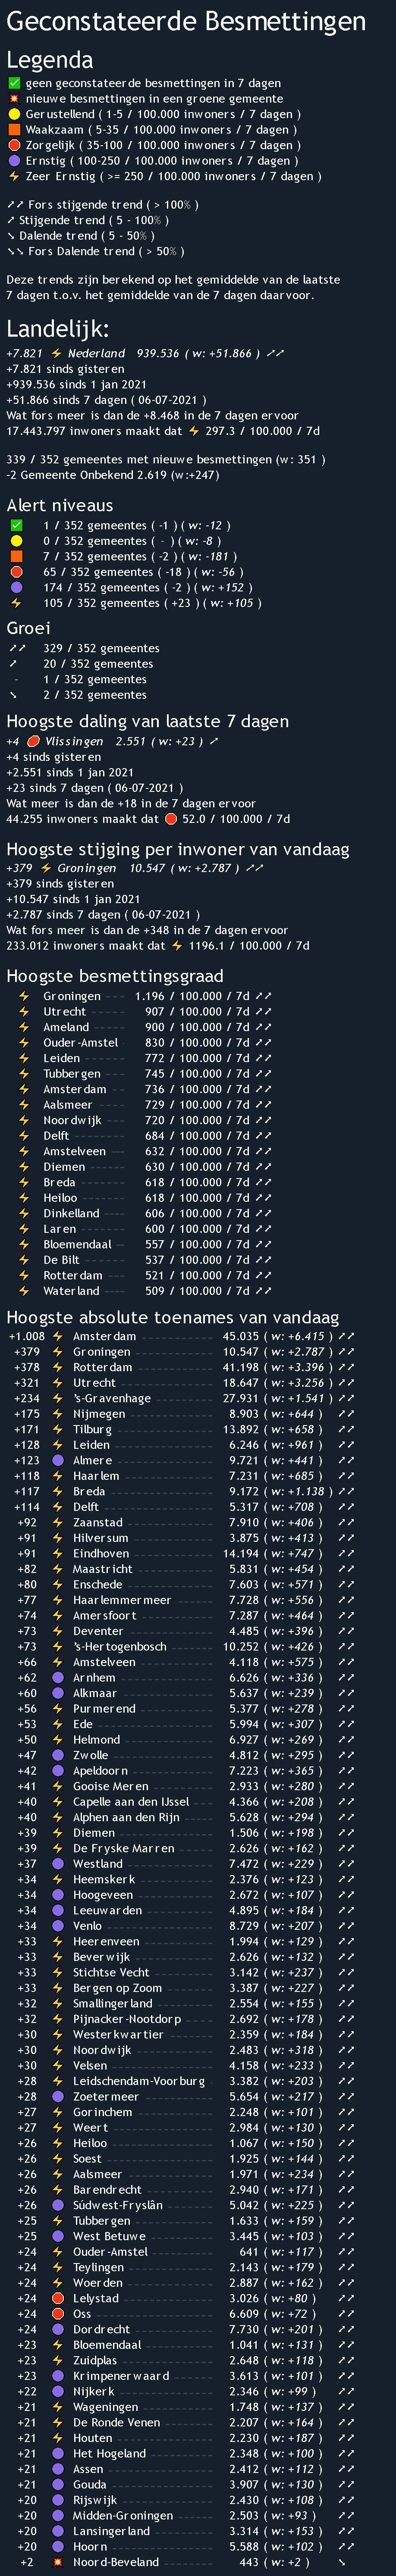 Geconstateerde Besmettingen
Legenda
✅ geen geconstateerde besmettingen in 7 dagen
💥 nieuwe besmettingen in een groene gemeente
🟡 Gerustellend ( 1-5 / 100.000 inwoners / 7 dagen )
🟧 Waakzaam ( 5-35 / 100.000 inwoners / 7 dagen )
🔴 Zorgelijk ( 35-100 / 100.000 inwoners / 7 dagen )
🟣 Ernstig ( 100-250 / 100.000 inwoners / 7 dagen )
⚡ Zeer Ernstig ( >= 250 / 100.000 inwoners / 7 dagen )
↗↗ Fors stijgende trend ( > 100% )
↗ Stijgende trend ( 5 - 100% )
↘ Dalende trend ( 5 - 50% )
↘↘ Fors Dalende trend ( > 50% )
Deze trends zijn berekend op het gemiddelde van de laatste
7 dagen t.o.v. het gemiddelde van de 7 dagen daarvoor.
Landelijk:
+7.821 ⚡ Nederland 939.536 ( w: +51.866 ) ↗↗
+7.821 sinds gisteren
+939.536 sinds 1 jan 2021
+51.866 sinds 7 dagen ( 06-07-2021 )
Wat fors meer is dan de +8.468 in de 7 dagen ervoor
17.443.797 inwoners maakt dat ⚡ 297.3 / 100.000 / 7d
339 / 352 gemeentes met nieuwe besmettingen (w: 351 )
-2 Gemeente Onbekend 2.619 (w:+247)
Alert niveaus
✅ 1 / 352 gemeentes ( -1 ) ( w: -12 )
🟡 0 / 352 gemeentes ( - ) ( w: -8 )
🟧 7 / 352 gemeentes ( -2 ) ( w: -181 )
🔴 65 / 352 gemeentes ( -18 ) ( w: -56 )
🟣 174 / 352 gemeentes ( -2 ) ( w: +152 )
⚡ 105 / 352 gemeentes ( +23 ) ( w: +105 )
Groei
↗↗ 329 / 352 gemeentes
↗ 20 / 352 gemeentes
- 1 / 352 gemeentes
↘ 2 / 352 gemeentes
Hoogste daling van laatste 7 dagen
+4 🔴 Vlissingen 2.551 ( w: +23 ) ↗
+4 sinds gisteren
+2.551 sinds 1 jan 2021
+23 sinds 7 dagen ( 06-07-2021 )
Wat meer is dan de +18 in de 7 dagen ervoor
44.255 inwoners maakt dat 🔴 52.0 / 100.000 / 7d
Hoogste stijging per inwoner van vandaag
+379 ⚡ Groningen 10.547 ( w: +2.787 ) ↗↗
+379 sinds gisteren
+10.547 sinds 1 jan 2021
+2.787 sinds 7 dagen ( 06-07-2021 )
Wat fors meer is dan de +348 in de 7 dagen ervoor
233.012 inwoners maakt dat ⚡ 1196.1 / 100.000 / 7d
Hoogste besmettingsgraad
⚡ Groningen ---- 1.196 / 100.000 / 7d ↗↗
⚡ Utrecht ------ 907 / 100.000 / 7d ↗↗
⚡ Ameland ----- 900 / 100.000 / 7d ↗↗
⚡ Ouder-Amstel 830 / 100.000 / 7d ↗↗
⚡ Leiden ------- 772 / 100.000 / 7d ↗↗
⚡ Tubbergen ---- 745 / 100.000 / 7d ↗↗
⚡ Amsterdam --- 736 / 100.000 / 7d ↗↗
⚡ Aalsmeer ----- 729 / 100.000 / 7d ↗↗
⚡ Noordwijk ---- 720 / 100.000 / 7d ↗↗
⚡ Delft -------- 684 / 100.000 / 7d ↗↗
⚡ Amstelveen --- 632 / 100.000 / 7d ↗↗
⚡ Diemen ------ 630 / 100.000 / 7d ↗↗
⚡ Breda -------- 618 / 100.000 / 7d ↗↗
⚡ Heiloo ------- 618 / 100.000 / 7d ↗↗
⚡ Dinkelland ---- 606 / 100.000 / 7d ↗↗
⚡ Laren -------- 600 / 100.000 / 7d ↗↗
⚡ Bloemendaal -- 557 / 100.000 / 7d ↗↗
⚡ De Bilt ------- 537 / 100.000 / 7d ↗↗
⚡ Rotterdam ---- 521 / 100.000 / 7d ↗↗
⚡ Waterland ---- 509 / 100.000 / 7d ↗↗
Hoogste absolute toenames van vandaag
+1.008 ⚡ Amsterdam 45.035 ( w: +6.415 ) ↗↗
+379 ⚡ Groningen 10.547 ( w: +2.787 ) ↗↗
+378 ⚡ Rotterdam 41.198 ( w: +3.396 ) ↗↗
+321 ⚡ Utrecht 18.647 ( w: +3.256 ) ↗↗
+234 ⚡ 's-Gravenhage 27.931 ( w: +1.541 ) ↗↗
+175 ⚡ Nijmegen 8.903 ( w: +644 ) ↗↗
+171 ⚡ Tilburg 13.892 ( w: +658 ) ↗↗
+128 ⚡ Leiden 6.246 ( w: +961 ) ↗↗
+123 🟣 Almere 9.721 ( w: +441 ) ↗↗
+118 ⚡ Haarlem 7.231 ( w: +685 ) ↗↗
+117 ⚡ Breda 9.172 ( w: +1.138 ) ↗↗
+114 ⚡ Delft 5.317 ( w: +708 ) ↗↗
+92 ⚡ Zaanstad 7.910 ( w: +406 ) ↗↗
+91 ⚡ Hilversum 3.875 ( w: +413 ) ↗↗
+91 ⚡ Eindhoven 14.194 ( w: +747 ) ↗↗
+82 ⚡ Maastricht 5.831 ( w: +454 ) ↗↗
+80 ⚡ Enschede 7.603 ( w: +571 ) ↗↗
+77 ⚡ Haarlemmermeer 7.728 ( w: +556 ) ↗↗
+74 ⚡ Amersfoort 7.287 ( w: +464 ) ↗↗
+73 ⚡ Deventer 4.485 ( w: +396 ) ↗↗
+73 ⚡ 's-Hertogenbosch 10.252 ( w: +426 ) ↗↗
+66 ⚡ Amstelveen 4.118 ( w: +575 ) ↗↗
+62 🟣 Arnhem 6.626 ( w: +336 ) ↗↗
+60 🟣 Alkmaar 5.637 ( w: +239 ) ↗↗
+56 ⚡ Purmerend 5.377 ( w: +278 ) ↗↗
+53 ⚡ Ede 5.994 ( w: +307 ) ↗↗
+50 ⚡ Helmond 6.927 ( w: +269 ) ↗↗
+47 🟣 Zwolle 4.812 ( w: +295 ) ↗↗
+42 🟣 Apeldoorn 7.223 ( w: +365 ) ↗↗
+41 ⚡ Gooise Meren 2.933 ( w: +280 ) ↗↗
+40 ⚡ Capelle aan den IJssel 4.366 ( w: +208 ) ↗↗
+40 ⚡ Alphen aan den Rijn 5.628 ( w: +294 ) ↗↗
+39 ⚡ Diemen 1.506 ( w: +198 ) ↗↗
+39 ⚡ De Fryske Marren 2.626 ( w: +162 ) ↗↗
+37 🟣 Westland 7.472 ( w: +229 ) ↗↗
+34 ⚡ Heemskerk 2.376 ( w: +123 ) ↗↗
+34 🟣 Hoogeveen 2.672 ( w: +107 ) ↗↗
+34 🟣 Leeuwarden 4.895 ( w: +184 ) ↗↗
+34 🟣 Venlo 8.729 ( w: +207 ) ↗↗
+33 ⚡ Heerenveen 1.994 ( w: +129 ) ↗↗
+33 ⚡ Beverwijk 2.626 ( w: +132 ) ↗↗
+33 ⚡ Stichtse Vecht 3.142 ( w: +237 ) ↗↗
+33 ⚡ Bergen op Zoom 3.387 ( w: +227 ) ↗↗
+32 ⚡ Smallingerland 2.554 ( w: +155 ) ↗↗
+32 ⚡ Pijnacker-Nootdorp 2.692 ( w: +178 ) ↗↗
+30 ⚡ Westerkwartier 2.359 ( w: +184 ) ↗↗
+30 ⚡ Noordwijk 2.483 ( w: +318 ) ↗↗
+30 ⚡ Velsen 4.158 ( w: +233 ) ↗↗
+28 ⚡ Leidschendam-Voorburg 3.382 ( w: +203 ) ↗↗
+28 🟣 Zoetermeer 5.654 ( w: +217 ) ↗↗
+27 ⚡ Gorinchem 2.248 ( w: +101 ) ↗↗
+27 ⚡ Weert 2.984 ( w: +130 ) ↗↗
+26 ⚡ Heiloo 1.067 ( w: +150 ) ↗↗
+26 ⚡ Soest 1.925 ( w: +144 ) ↗↗
+26 ⚡ Aalsmeer 1.971 ( w: +234 ) ↗↗
+26 ⚡ Barendrecht 2.940 ( w: +171 ) ↗↗
+26 🟣 Súdwest-Fryslân 5.042 ( w: +225 ) ↗↗
+25 ⚡ Tubbergen 1.633 ( w: +159 ) ↗↗
+25 🟣 West Betuwe 3.445 ( w: +103 ) ↗↗
+24 ⚡ Ouder-Amstel 641 ( w: +117 ) ↗↗
+24 ⚡ Teylingen 2.143 ( w: +179 ) ↗↗
+24 ⚡ Woerden 2.887 ( w: +162 ) ↗↗
+24 🔴 Lelystad 3.026 ( w: +80 ) ↗↗
+24 🔴 Oss 6.609 ( w: +72 ) ↗↗
+24 🟣 Dordrecht 7.730 ( w: +201 ) ↗↗
+23 ⚡ Bloemendaal 1.041 ( w: +131 ) ↗↗
+23 ⚡ Zuidplas 2.648 ( w: +118 ) ↗↗
+23 🟣 Krimpenerwaard 3.613 ( w: +101 ) ↗↗
+22 🟣 Nijkerk 2.346 ( w: +99 ) ↗↗
+21 ⚡ Wageningen 1.748 ( w: +137 ) ↗↗
+21 ⚡ De Ronde Venen 2.207 ( w: +164 ) ↗↗
+21 ⚡ Houten 2.230 ( w: +187 ) ↗↗
+21 🟣 Het Hogeland 2.348 ( w: +100 ) ↗↗
+21 🟣 Assen 2.412 ( w: +112 ) ↗↗
+21 🟣 Gouda 3.907 ( w: +130 ) ↗↗
+20 🟣 Rijswijk 2.430 ( w: +108 ) ↗↗
+20 🟣 Midden-Groningen 2.503 ( w: +93 ) ↗↗
+20 🟣 Lansingerland 3.314 ( w: +153 ) ↗↗
+20 🟣 Hoorn 5.588 ( w: +102 ) ↗↗
+2 💥 Noord-Beveland 443 ( w: +2 ) ↘